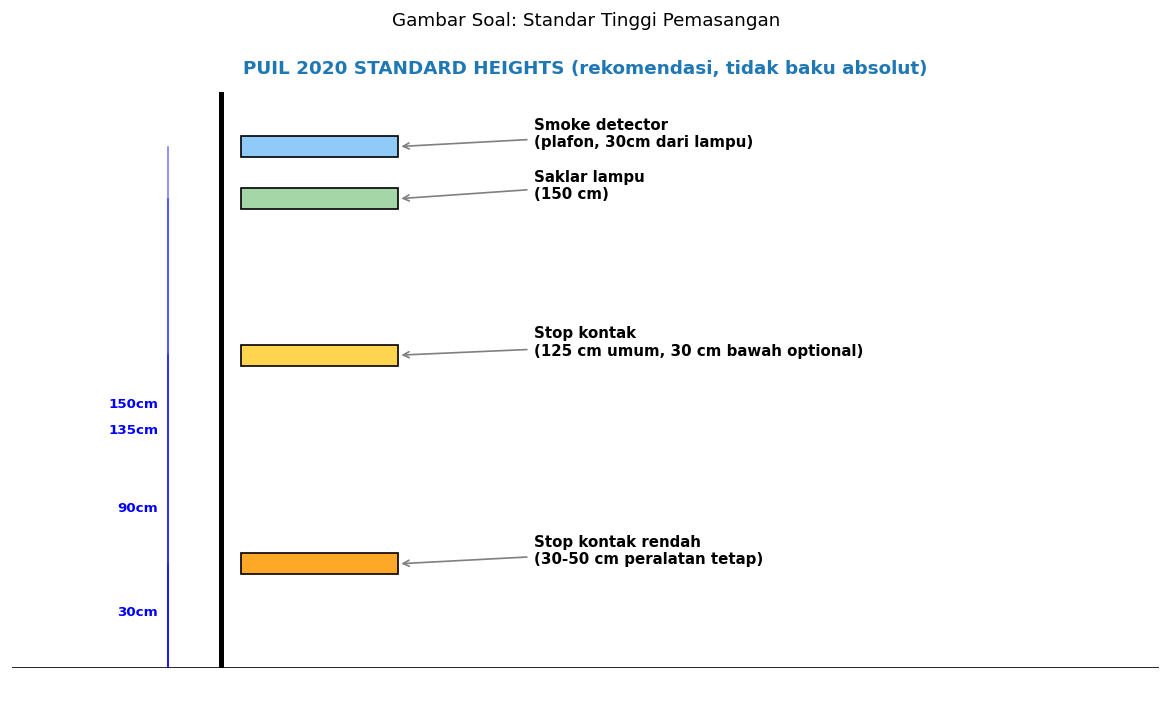 Gambar Soal: Standar Tinggi Pemasangan
PUIL 2020 STANDARD HEIGHTS (rekomendasi, tidak baku absolut)
Smoke detector
(plafon, 30cm dari lampu)
Saklar lampu
(150 cm)
Stop kontak
(125 cm umum, 30 cm bawah optional)
150cm
135cm
90cm
Stop kontak rendah
(30-50 cm peralatan tetap)
30cm